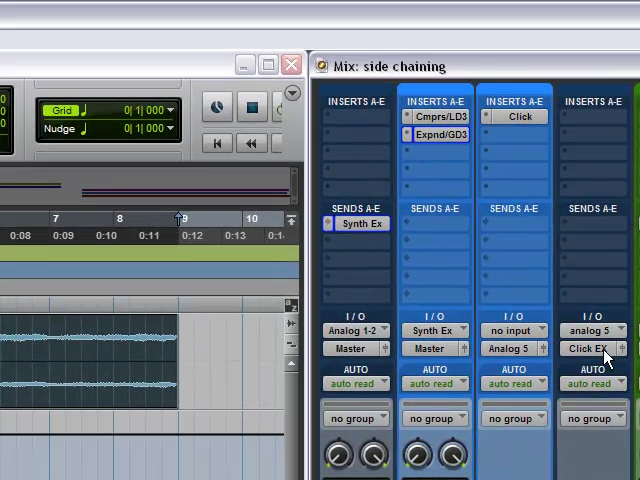 Mix: side chaining
Grid 0| 1| 000
Nudge 0| 1| 000
7 8 9 10
0:08 0:09 0:10 0:11 0:12 0:13
INSERTS A-E INSERTS A-E INSERTS A-E INSERTS A-E
Cmprs/LD3 Click
Expnd/GD3
SENDS A-E SENDS A-E SENDS A-E SENDS A-E
Synth Ex
I / O I / O I / O I / O
Analog 1-2 Synth Ex no input analog 5
Master Master Analog 5 Click EX
AUTO AUTO AUTO AUTO
auto read auto read auto read auto read
no group no group no group no group
a
z